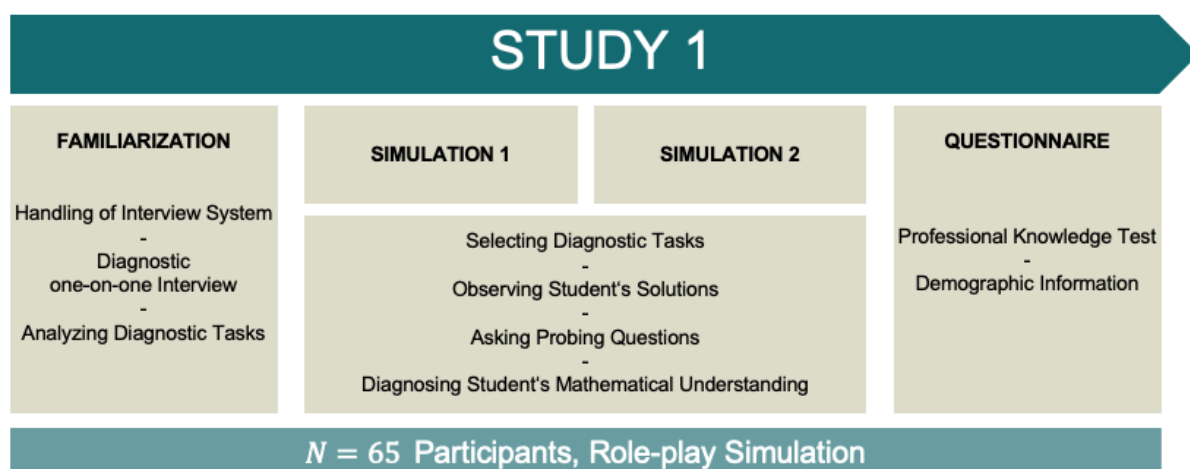 STUDY 1
FAMILIARIZATION
Handling of Interview System
-
Diagnostic
one-on-one Interview
-
Analyzing Diagnostic Tasks
SIMULATION 1
SIMULATION 2
Selecting Diagnostic Tasks
-
Observing Student's Solutions
-
Asking Probing Questions
-
Diagnosing Student's Mathematical Understanding
QUESTIONNAIRE
Professional Knowledge Test
-
Demographic Information
N = 65 Participants, Role-play Simulation